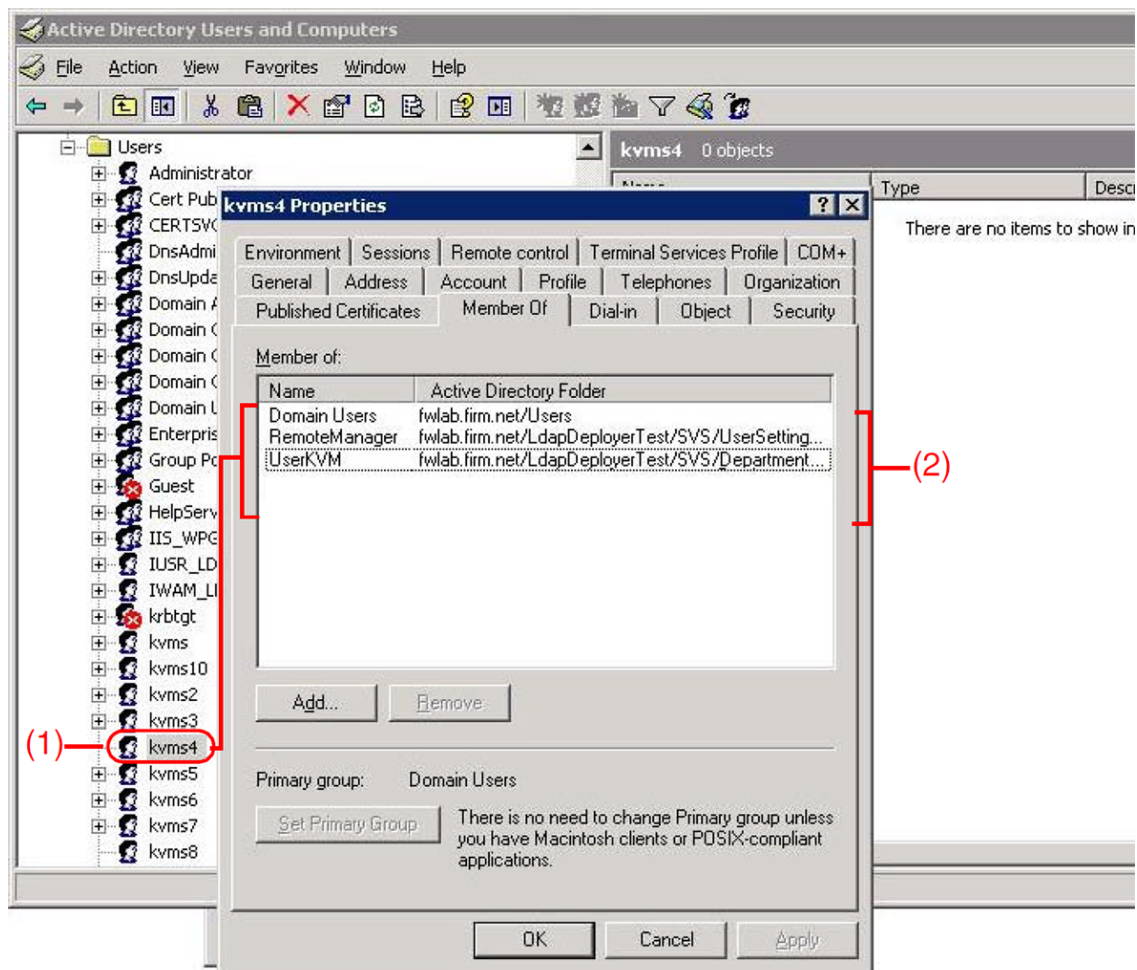 Active Directory Users and Computers
File Action View Favorites Window Help
Users
Administrator
Cert Pub
CERTSVC
DnsAdmi
DnsUpda
Domain A
Domain C
Domain C
Domain C
Domain U
Enterpris
Group Po
Guest
HelpServ
IIS_WPG
IUSR_LD
IWAM_LI
krbtgt
kvms
kvms10
kvms2
kvms3
(1) kvms4
kvms5
kvms6
kvms7
kvms8
kvms4 0 objects
Name Type Descr
There are no items to show in
kvms4 Properties
Environment Sessions Remote control Terminal Services Profile COM+
General Address Account Profile Telephones Organization
Published Certificates Member Of Dial-in Object Security
Member of:
Name Active Directory Folder
Domain Users fwlab.firm.net/Users
RemoteManager fwlab.firm.net/LdapDeployerTest/SVS/UserSetting...
UserKVM fwlab.firm.net/LdapDeployerTest/SVS/Department...
(2)
Add... Remove
Primary group: Domain Users
Set Primary Group
There is no need to change Primary group unless
you have Macintosh clients or POSIX-compliant
applications.
OK Cancel Apply